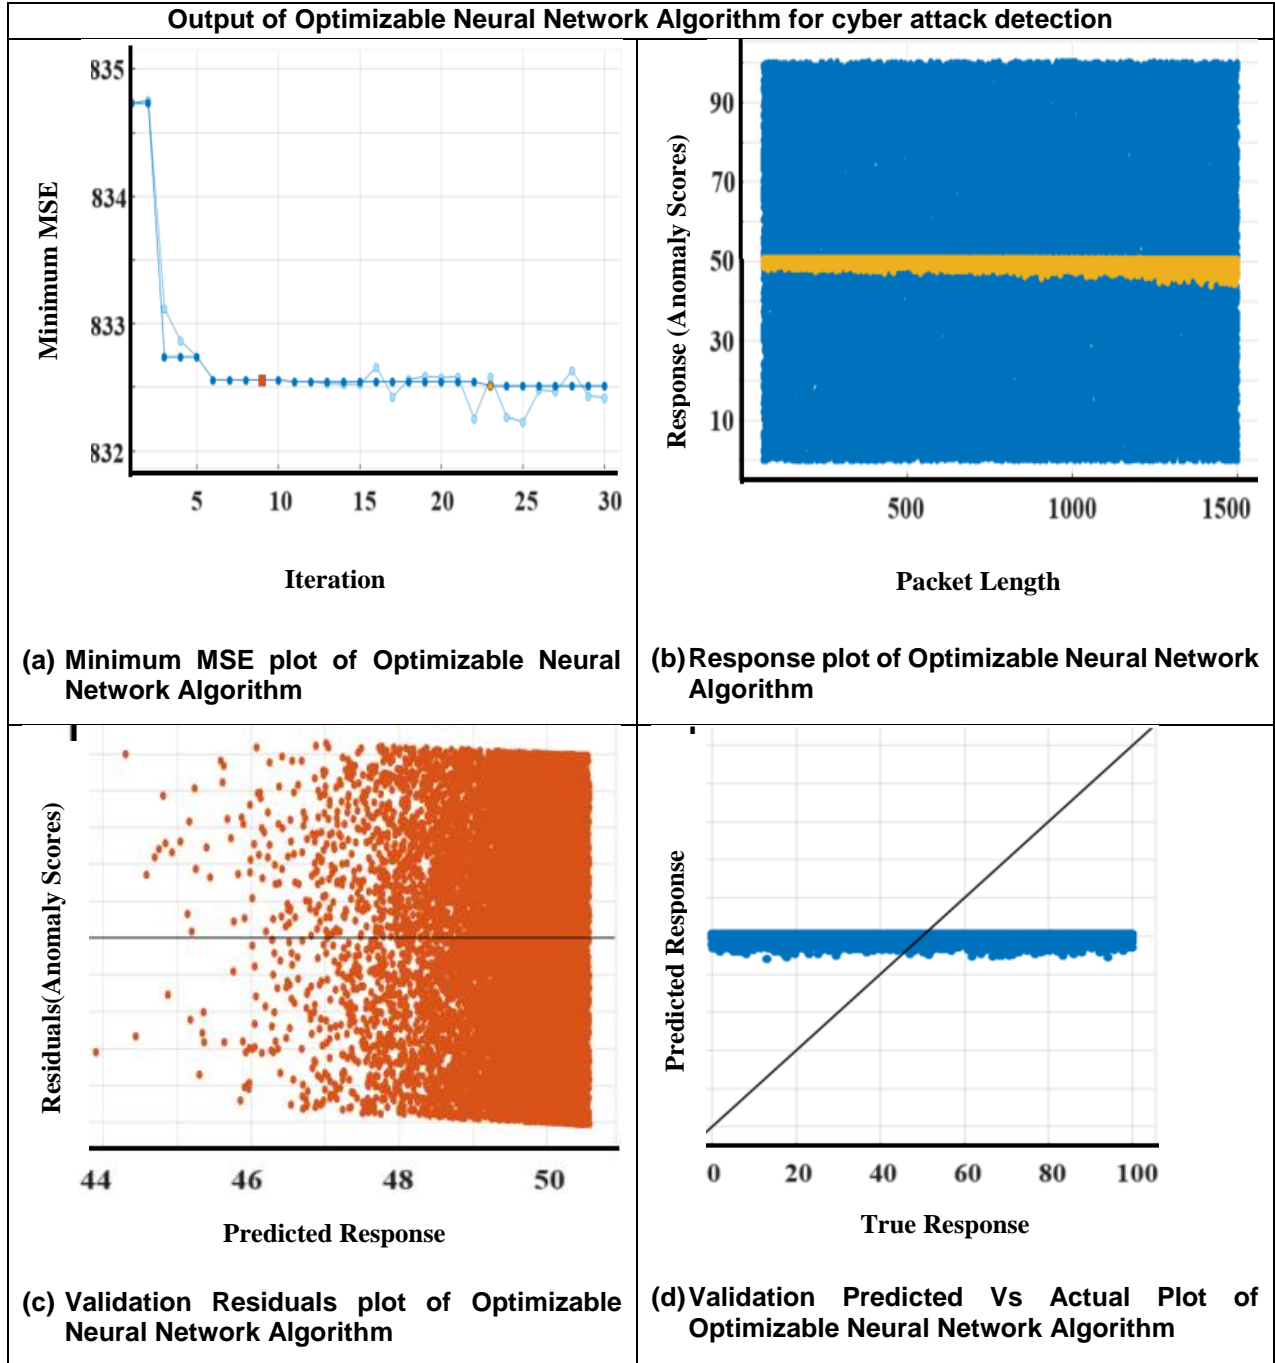 Output of Optimizable Neural Network Algorithm for cyber attack detection
835
834
833
832
Minimum MSE
5 10 15 20 25 30
Iteration
(a) Minimum MSE plot of Optimizable Neural
Network Algorithm
90
70
50
30
10
Response (Anomaly Scores)
500 1000 1500
Packet Length
(b) Response plot of Optimizable Neural Network
Algorithm
Residuals(Anomaly Scores)
44 46 48 50
Predicted Response
(c) Validation Residuals plot of Optimizable
Neural Network Algorithm
Predicted Response
0 20 40 60 80 100
True Response
(d) Validation Predicted Vs Actual Plot of
Optimizable Neural Network Algorithm